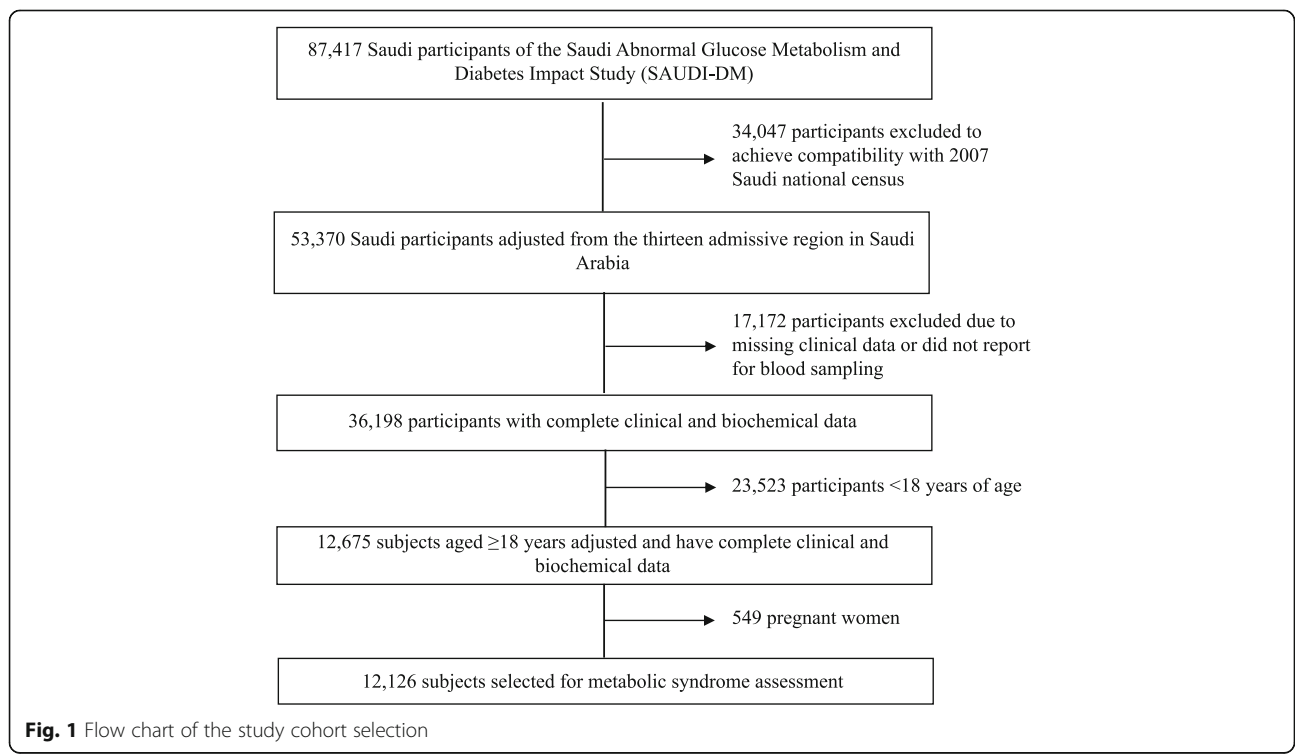 87,417 Saudi participants of the Saudi Abnormal Glucose Metabolism and
Diabetes Impact Study (SAUDI-DM)
34,047 participants excluded to
achieve compatibility with 2007
Saudi national census
53,370 Saudi participants adjusted from the thirteen admissive region in Saudi
Arabia
17,172 participants excluded due to
missing clinical data or did not report
for blood sampling
36,198 participants with complete clinical and biochemical data
23,523 participants <18 years of age
12,675 subjects aged ≥18 years adjusted and have complete clinical and
biochemical data
549 pregnant women
12,126 subjects selected for metabolic syndrome assessment
Fig. 1 Flow chart of the study cohort selection